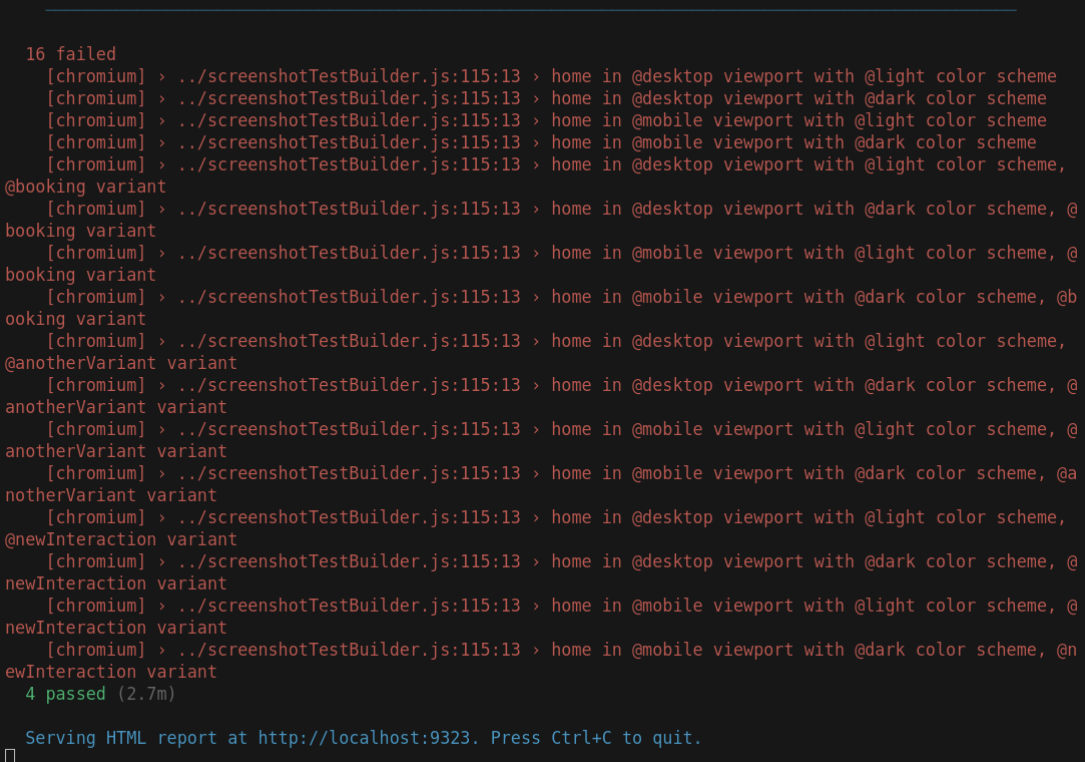 16 failed
[chromium] › ../screenshotTestBuilder.js:115:13 › home in @desktop viewport with @light color scheme
[chromium] › ../screenshotTestBuilder.js:115:13 › home in @desktop viewport with @dark color scheme
[chromium] › ../screenshotTestBuilder.js:115:13 › home in @mobile viewport with @light color scheme
[chromium] › ../screenshotTestBuilder.js:115:13 › home in @mobile viewport with @dark color scheme
[chromium] › ../screenshotTestBuilder.js:115:13 › home in @desktop viewport with @light color scheme,
@booking variant
[chromium] › ../screenshotTestBuilder.js:115:13 › home in @desktop viewport with @dark color scheme, @
booking variant
[chromium] › ../screenshotTestBuilder.js:115:13 › home in @mobile viewport with @light color scheme, @
booking variant
[chromium] › ../screenshotTestBuilder.js:115:13 › home in @mobile viewport with @dark color scheme, @b
ooking variant
[chromium] › ../screenshotTestBuilder.js:115:13 › home in @desktop viewport with @light color scheme,
@anotherVariant variant
[chromium] › ../screenshotTestBuilder.js:115:13 › home in @desktop viewport with @dark color scheme, @
anotherVariant variant
[chromium] › ../screenshotTestBuilder.js:115:13 › home in @mobile viewport with @light color scheme, @
anotherVariant variant
[chromium] › ../screenshotTestBuilder.js:115:13 › home in @mobile viewport with @dark color scheme, @a
notherVariant variant
[chromium] › ../screenshotTestBuilder.js:115:13 › home in @desktop viewport with @light color scheme,
@newInteraction variant
[chromium] › ../screenshotTestBuilder.js:115:13 › home in @desktop viewport with @dark color scheme, @
newInteraction variant
[chromium] › ../screenshotTestBuilder.js:115:13 › home in @mobile viewport with @light color scheme, @
newInteraction variant
[chromium] › ../screenshotTestBuilder.js:115:13 › home in @mobile viewport with @dark color scheme, @n
ewInteraction variant
4 passed (2.7m)
Serving HTML report at http://localhost:9323. Press Ctrl+C to quit.